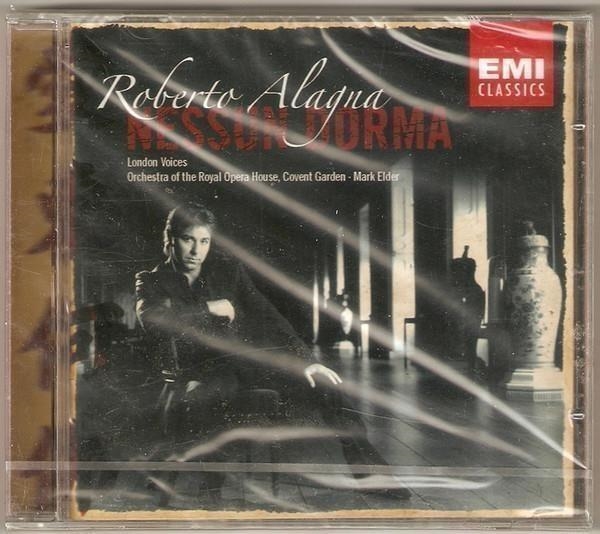 Roberto Alagna
NESSUN DORMA
London Voices
Orchestra of the Royal Opera House, Covent Garden - Mark Elder
EMI
CLASSICS